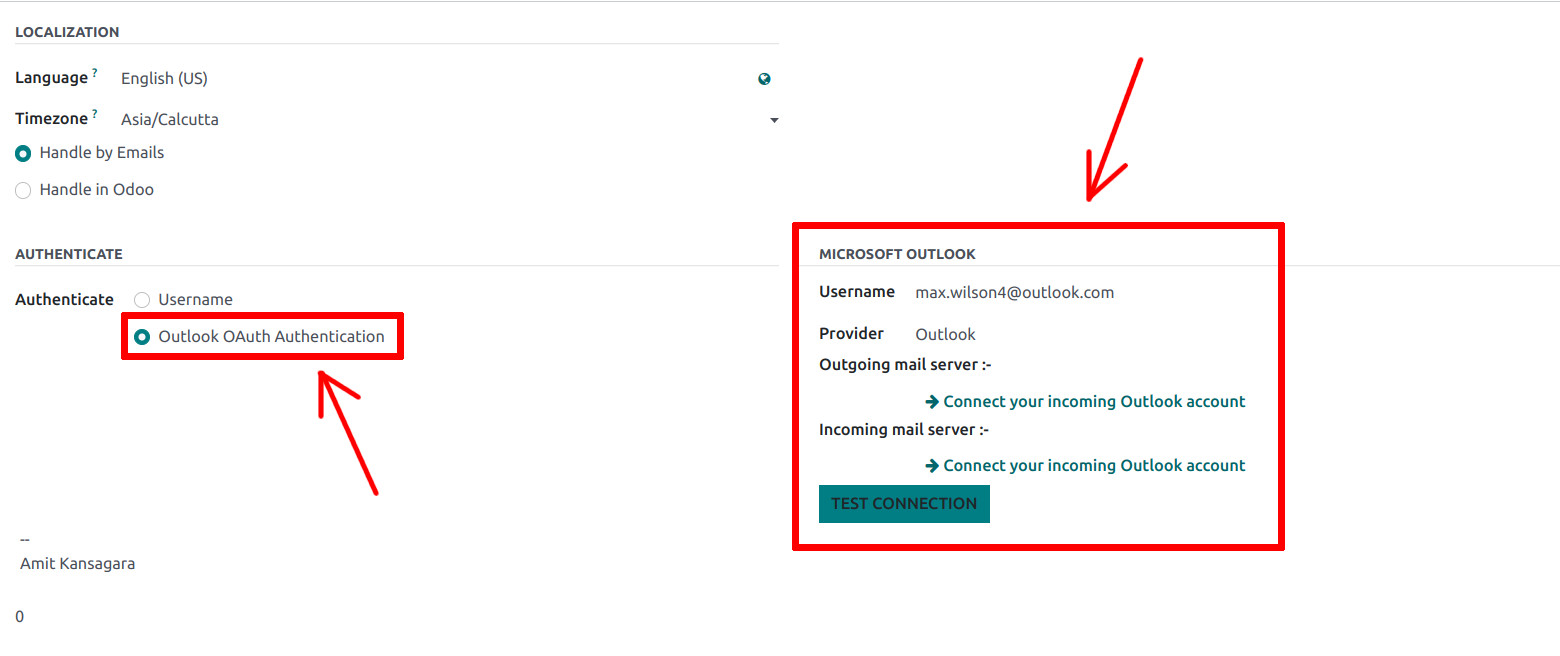 LOCALIZATION
Language ? English (US)
Timezone ? Asia/Calcutta
Handle by Emails
Handle in Odoo
AUTHENTICATE
Authenticate Username
Outlook OAuth Authentication
MICROSOFT OUTLOOK
Username max.wilson4@outlook.com
Provider Outlook
Outgoing mail server :-
Connect your incoming Outlook account
Incoming mail server :-
Connect your incoming Outlook account
TEST CONNECTION
--
Amit Kansagara
0